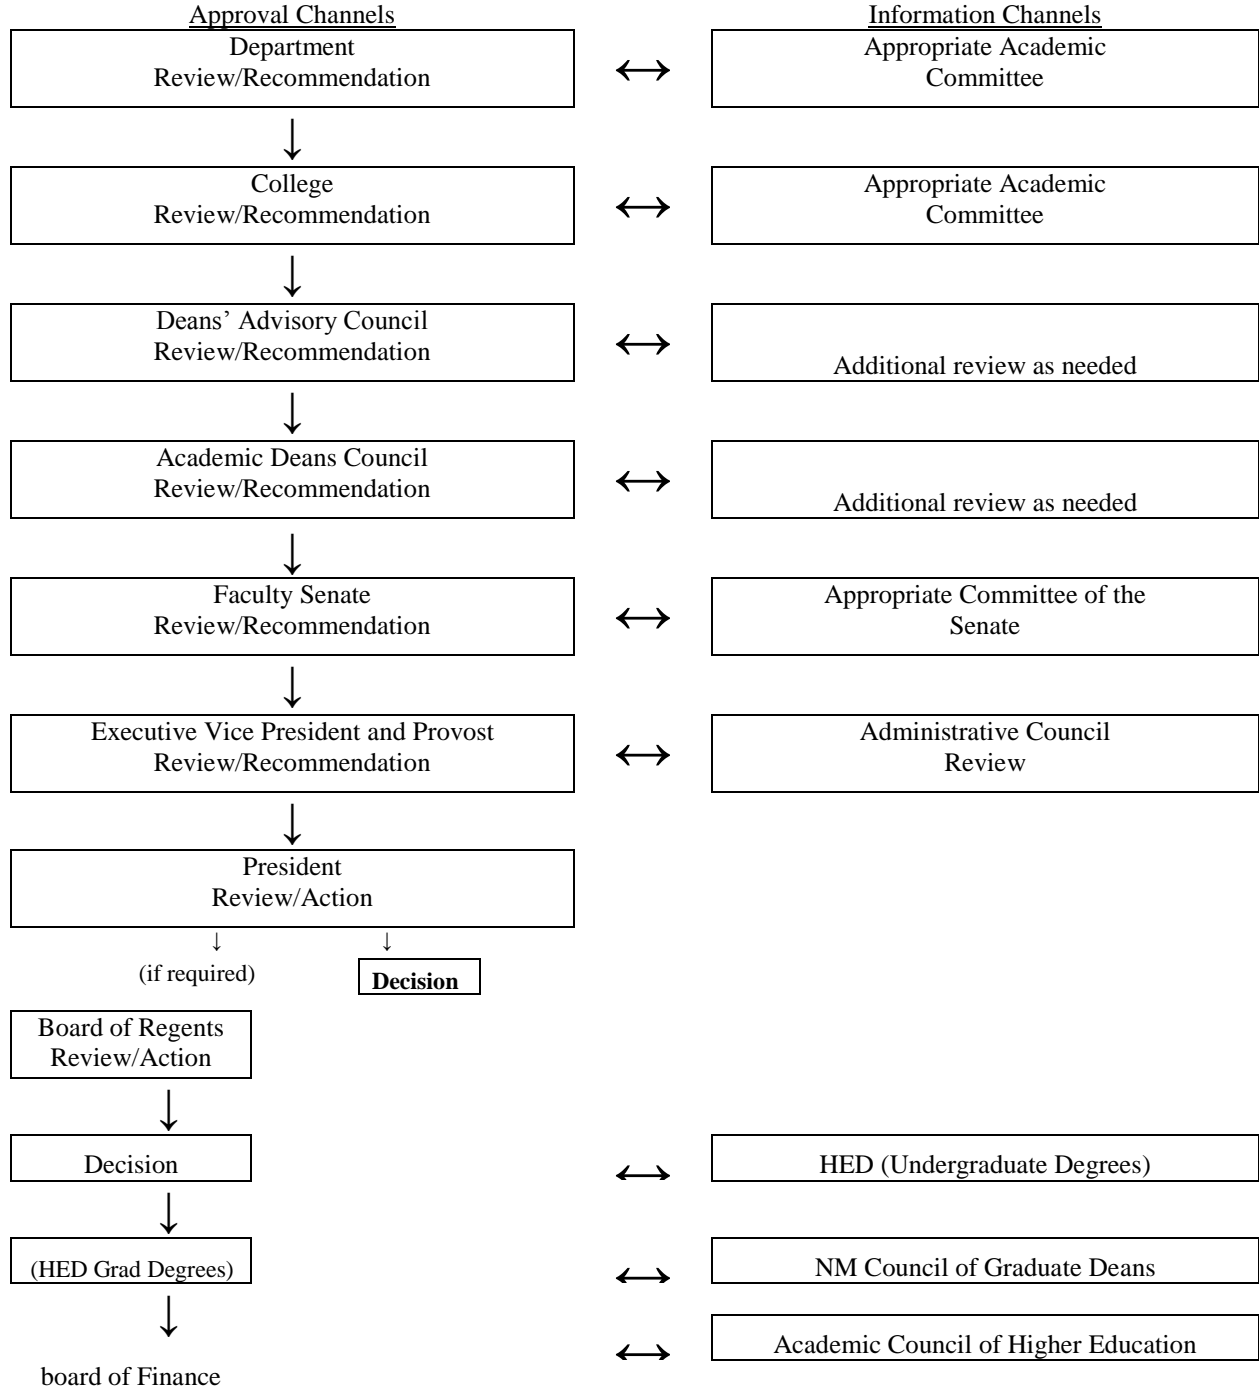 Approval Channels
Information Channels
Department
Review/Recommendation
Appropriate Academic
Committee
College
Review/Recommendation
Appropriate Academic
Committee
Deans’ Advisory Council
Review/Recommendation
Additional review as needed
Academic Deans Council
Review/Recommendation
Additional review as needed
Faculty Senate
Review/Recommendation
Appropriate Committee of the
Senate
Executive Vice President and Provost
Review/Recommendation
Administrative Council
Review
President
Review/Action
(if required)
Decision
Board of Regents
Review/Action
Decision
HED (Undergraduate Degrees)
(HED Grad Degrees)
NM Council of Graduate Deans
Academic Council of Higher Education
board of Finance